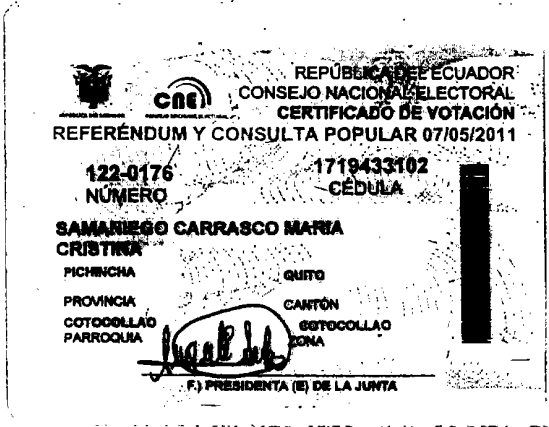 REPÚBLICA DEL ECUADOR
CONSEJO NACIONAL ELECTORAL
CERTIFICADO DE VOTACIÓN
cne
REFERÉNDUM Y CONSULTA POPULAR 07/05/2011
122-0176
NÚMERO
1719433102
CÉDULA
SAMANIEGO CARRASCO MARIA
CRISTINA
PICHINCHA
QUITO
PROVINCIA
CANTÓN
COTOCOLLAO
COTOCOLLAO
PARROQUIA
ZONA
F.) PRESIDENTA (E) DE LA JUNTA